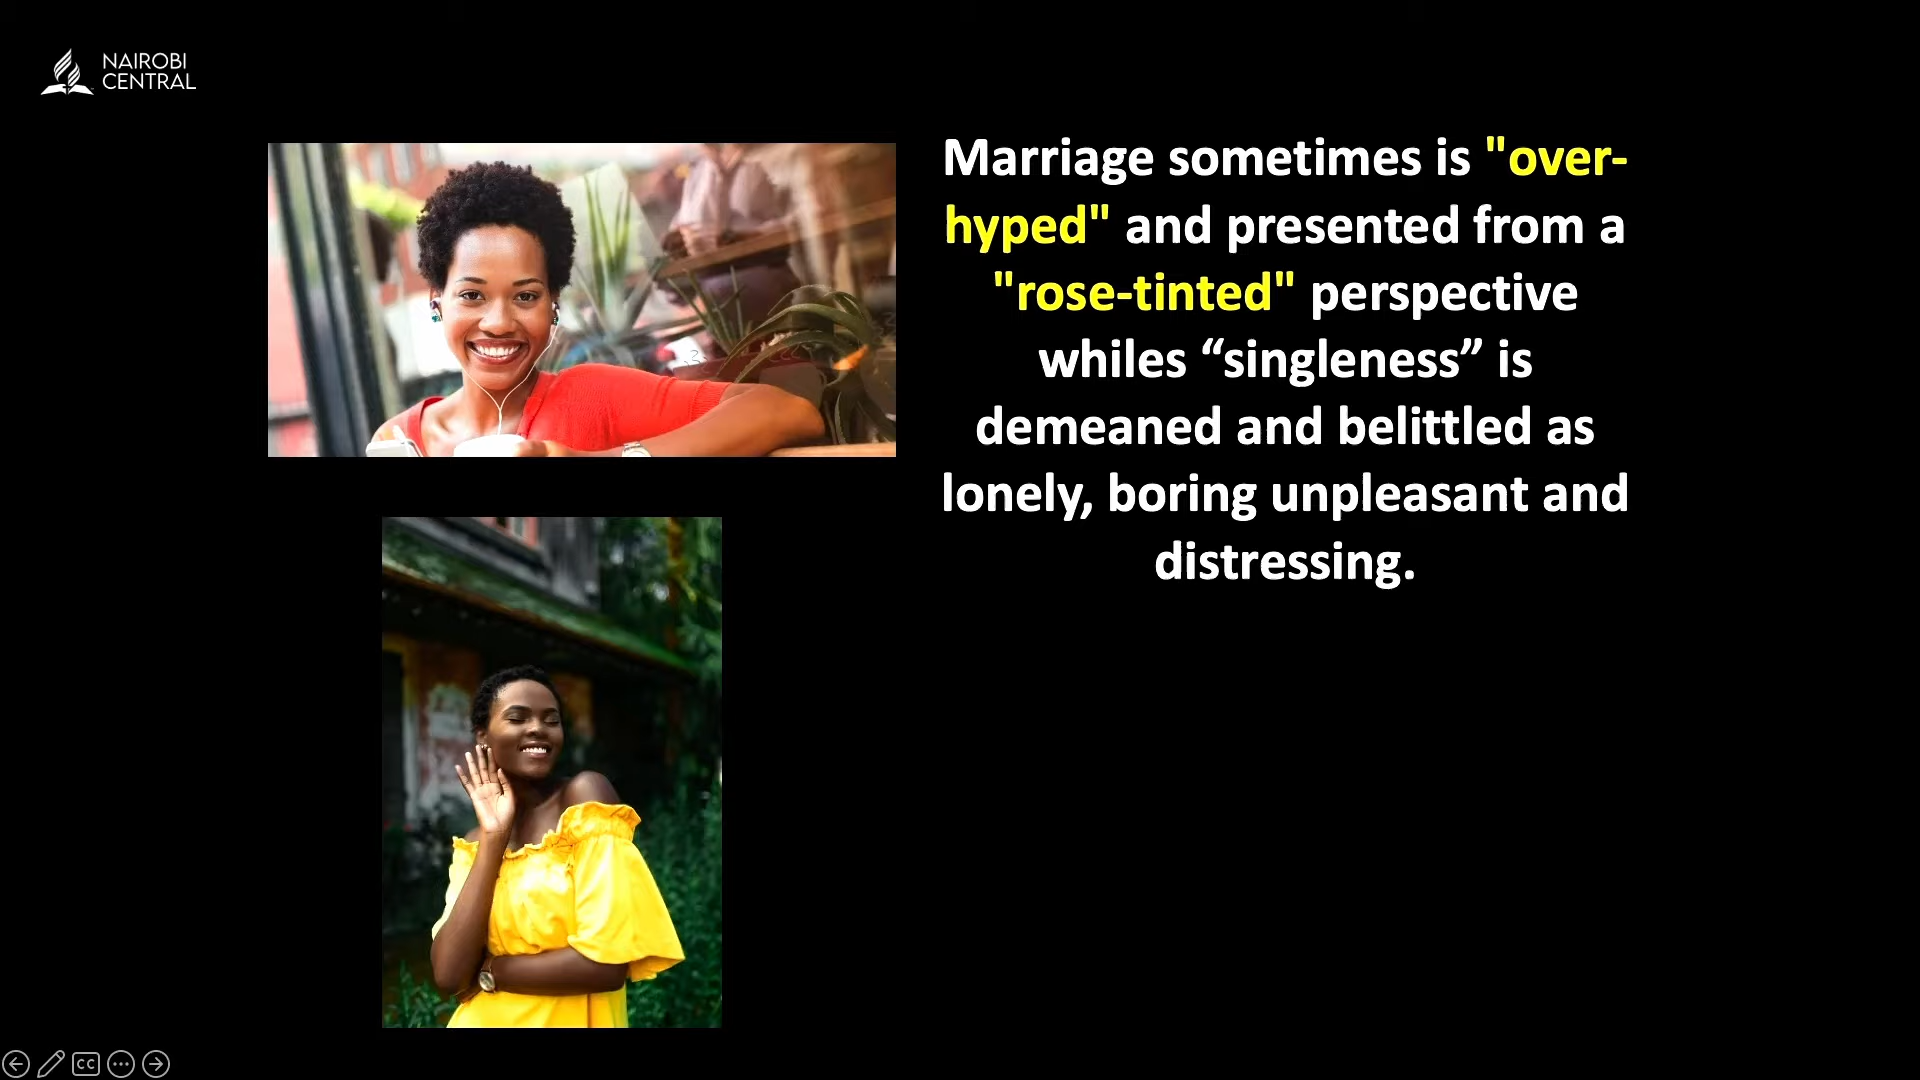 NAIROBI
CENTRAL
Marriage sometimes is "over-
hyped" and presented from a
"rose-tinted" perspective
whiles “singleness” is
demeaned and belittled as
lonely, boring unpleasant and
distressing.
CC